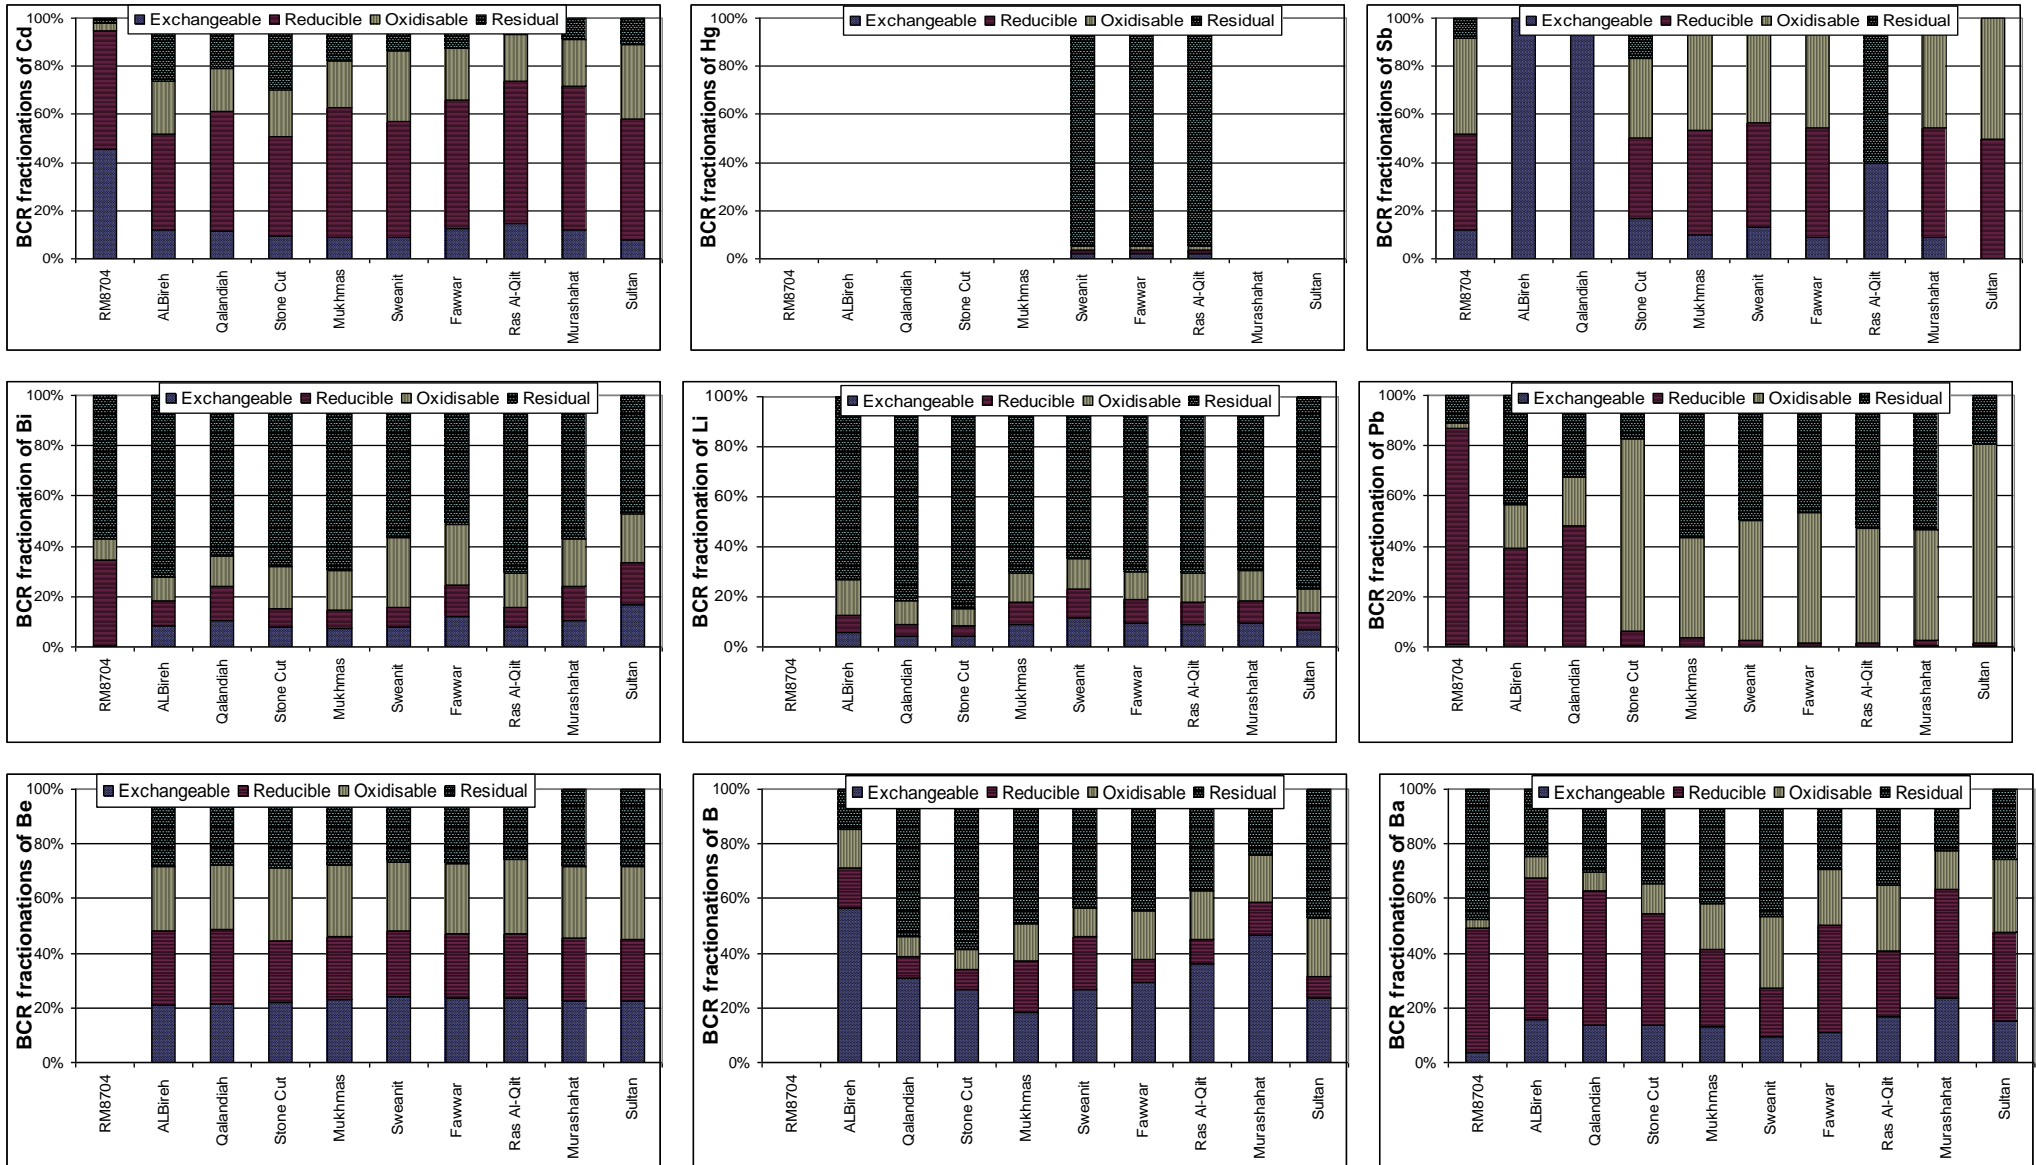 BCR fractionations of Cd
Exchangeable Reducible Oxidisable Residual
100%
80%
60%
40%
20%
0%
RM8704
ALBireh
Qalandiah
Stone Cut
Mukhmas
Sweanit
Fawwar
Ras Al-Qilt
Murashahat
Sultan
BCR fractionations of Hg
Exchangeable Reducible Oxidisable Residual
100%
80%
60%
40%
20%
0%
RM8704
ALBireh
Qalandiah
Stone Cut
Mukhmas
Sweanit
Fawwar
Ras Al-Qilt
Murashahat
Sultan
BCR fractionations of Sb
Exchangeable Reducible Oxidisable Residual
100%
80%
60%
40%
20%
0%
RM8704
ALBireh
Qalandiah
Stone Cut
Mukhmas
Sweanit
Fawwar
Ras Al-Qilt
Murashahat
Sultan
BCR fractionation of Bi
Exchangeable Reducible Oxidisable Residual
100%
80%
60%
40%
20%
0%
RM8704
ALBireh
Qalandiah
Stone Cut
Mukhmas
Sweanit
Fawwar
Ras Al-Qilt
Murashahat
Sultan
BCR fractionation of Li
Exchangeable Reducible Oxidisable Residual
100%
80%
60%
40%
20%
0%
RM8704
ALBireh
Qalandiah
Stone Cut
Mukhmas
Sweanit
Fawwar
Ras Al-Qilt
Murashahat
Sultan
BCR fractionation of Pb
Exchangeable Reducible Oxidisable Residual
100%
80%
60%
40%
20%
0%
RM8704
ALBireh
Qalandiah
Stone Cut
Mukhmas
Sweanit
Fawwar
Ras Al-Qilt
Murashahat
Sultan
BCR fractionations of Be
Exchangeable Reducible Oxidisable Residual
100%
80%
60%
40%
20%
0%
RM8704
ALBireh
Qalandiah
Stone Cut
Mukhmas
Sweanit
Fawwar
Ras Al-Qilt
Murashahat
Sultan
BCR fractionations of B
Exchangeable Reducible Oxidisable Residual
100%
80%
60%
40%
20%
0%
RM8704
ALBireh
Qalandiah
Stone Cut
Mukhmas
Sweanit
Fawwar
Ras Al-Qilt
Murashahat
Sultan
BCR fractionations of Ba
Exchangeable Reducible Oxidisable Residual
100%
80%
60%
40%
20%
0%
RM8704
ALBireh
Qalandiah
Stone Cut
Mukhmas
Sweanit
Fawwar
Ras Al-Qilt
Murashahat
Sultan